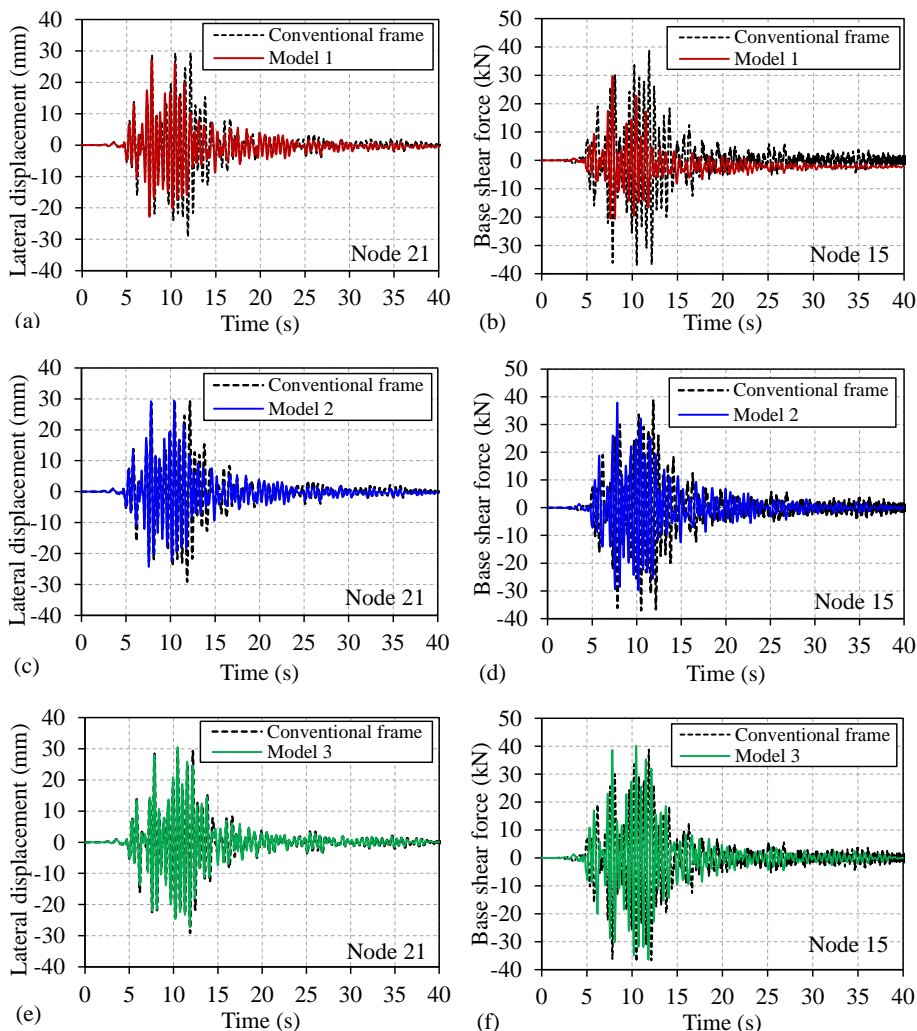 Lateral displacement (mm)
40
30
20
10
0
-10
-20
-30
-40
Conventional frame
Model 1
Node 21
0 5 10 15 20 25 30 35 40
Time (s)
(a)
Base shear force (kN)
50
40
30
20
10
0
-10
-20
-30
-40
Conventional frame
Model 1
Node 15
0 5 10 15 20 25 30 35 40
Time (s)
(b)
Lateral displacement (mm)
40
30
20
10
0
-10
-20
-30
-40
Conventional frame
Model 2
Node 21
0 5 10 15 20 25 30 35 40
Time (s)
(c)
Base shear force (kN)
50
40
30
20
10
0
-10
-20
-30
-40
Conventional frame
Model 2
Node 15
0 5 10 15 20 25 30 35 40
Time (s)
(d)
Lateral displacement (mm)
40
30
20
10
0
-10
-20
-30
-40
Conventional frame
Model 3
Node 21
0 5 10 15 20 25 30 35 40
Time (s)
(e)
Base shear force (kN)
50
40
30
20
10
0
-10
-20
-30
-40
Conventional frame
Model 3
Node 15
0 5 10 15 20 25 30 35 40
Time (s)
(f)